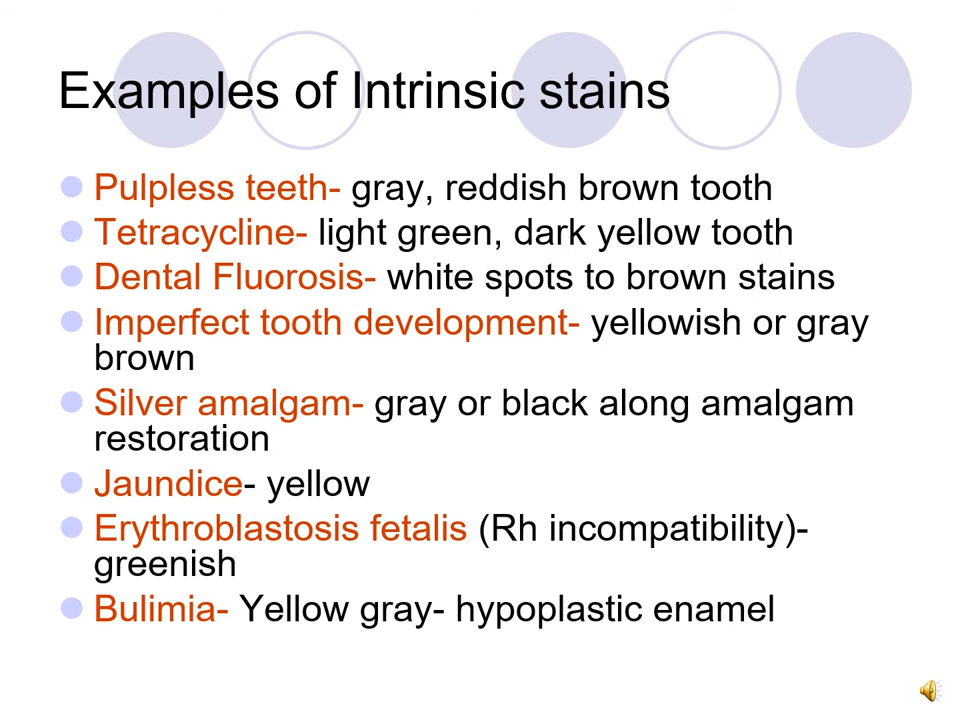 Examples of Intrinsic stains
Pulpless teeth- gray, reddish brown tooth
Tetracycline- light green, dark yellow tooth
Dental Fluorosis- white spots to brown stains
Imperfect tooth development- yellowish or gray
brown
Silver amalgam- gray or black along amalgam
restoration
Jaundice- yellow
Erythroblastosis fetalis (Rh incompatibility)-
greenish
Bulimia- Yellow gray- hypoplastic enamel